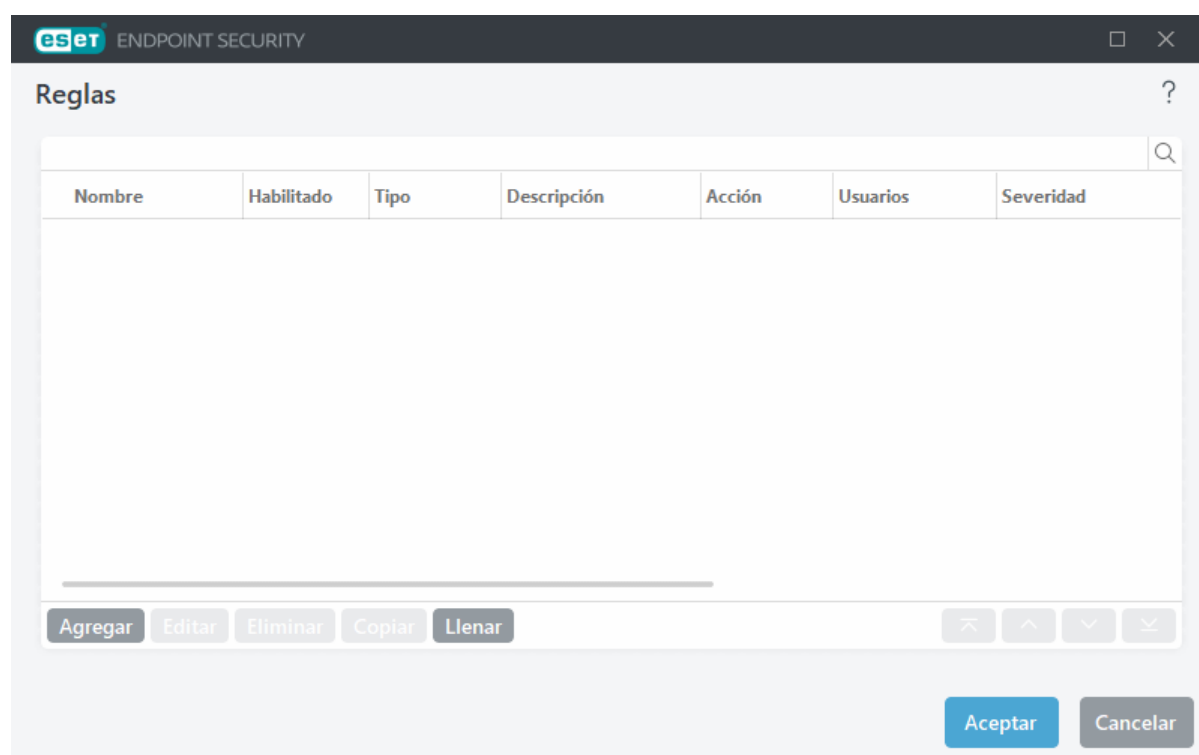 eset ENDPOINT SECURITY
Reglas ?
Nombre Habilitado Tipo Descripción Acción Usuarios Severidad
Agregar Editar Eliminar Copiar Llenar
Aceptar Cancelar